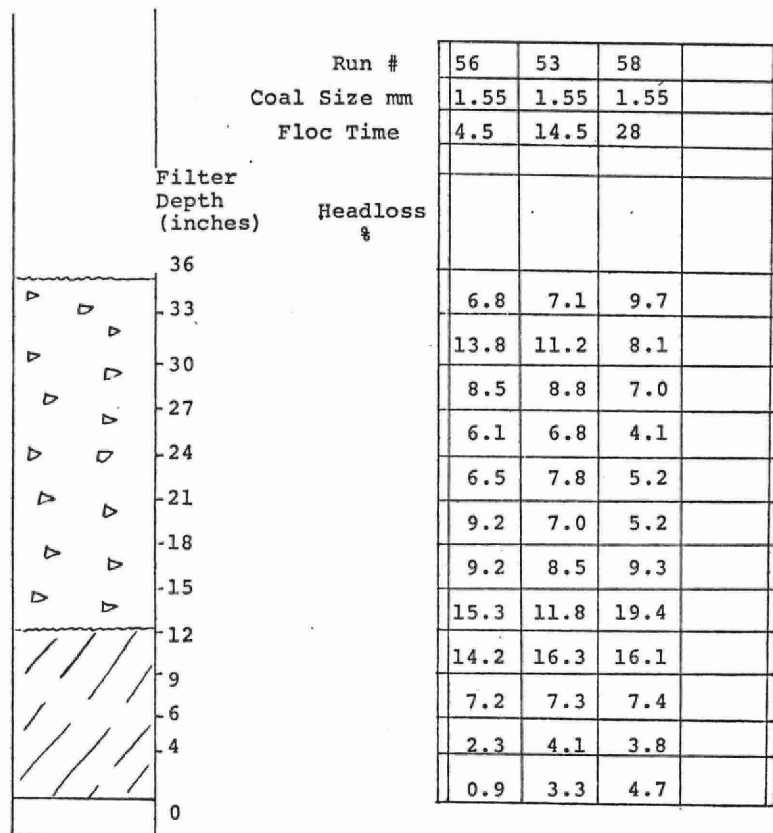 Run # 56 53 58
Coal Size mm 1.55 1.55 1.55
Floc Time 4.5 14.5 28
Filter
Depth
(inches)
Headloss
%
36
33 6.8 7.1 9.7
30 13.8 11.2 8.1
27 8.5 8.8 7.0
24 6.1 6.8 4.1
21 6.5 7.8 5.2
18 9.2 7.0 5.2
15 9.2 8.5 9.3
12 15.3 11.8 19.4
9 14.2 16.3 16.1
6 7.2 7.3 7.4
4 2.3 4.1 3.8
0 0.9 3.3 4.7